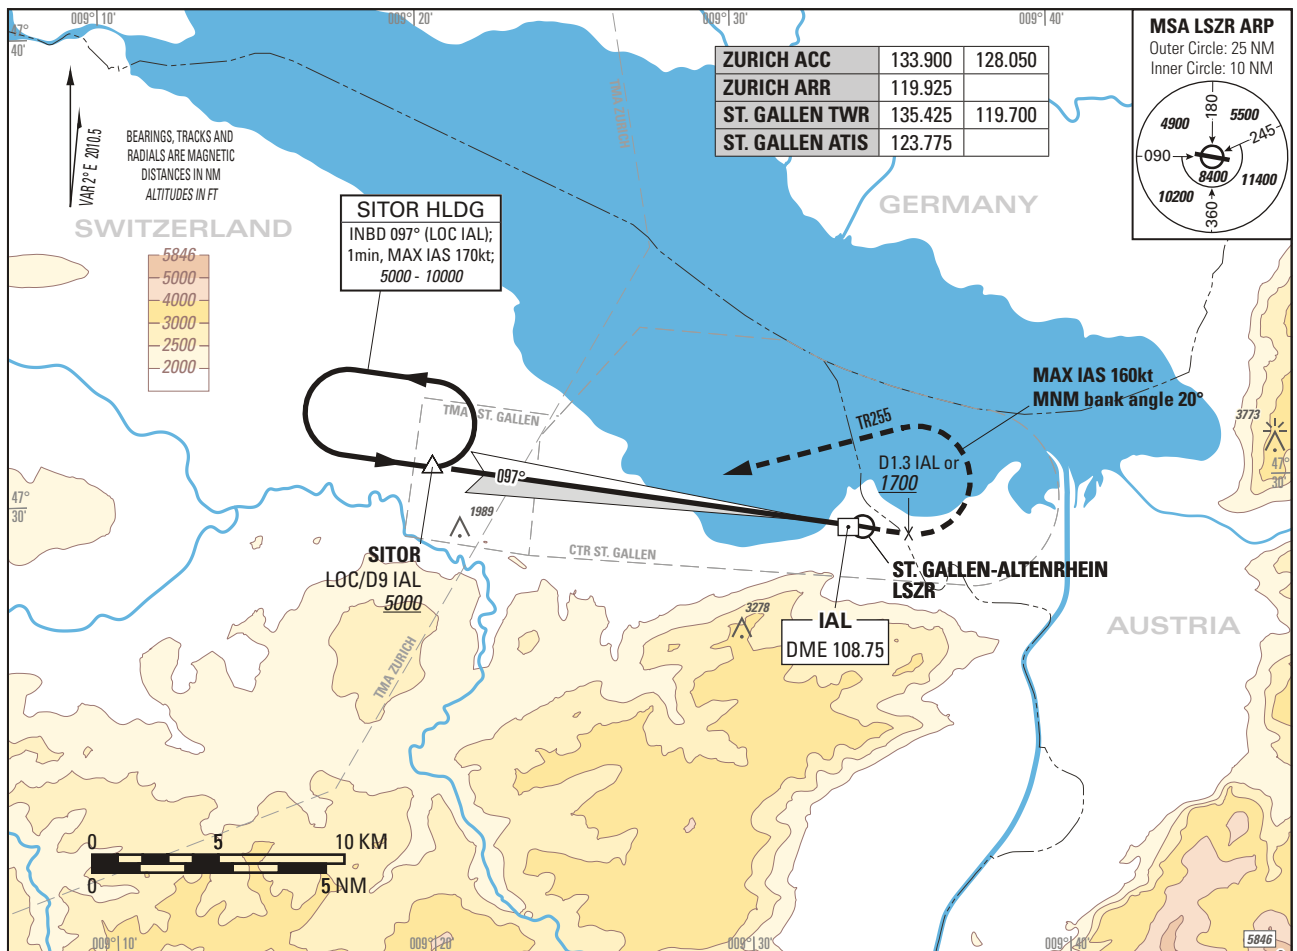 009° 10'
009° 20'
009° 30'
009° 40'
47°
40'
MSA LSZR ARP
Outer Circle: 25 NM
Inner Circle: 10 NM
180
4900
5500
245
090
8400
10200
11400
360
ZURICH ACC 133.900 128.050
ZURICH ARR 119.925
ST. GALLEN TWR 135.425 119.700
ST. GALLEN ATIS 123.775
VAR 2° E 2010.5
BEARINGS, TRACKS AND
RADIALS ARE MAGNETIC
DISTANCES IN NM
ALTITUDES IN FT
SWITZERLAND
GERMANY
5846
5000
4000
3000
2500
2000
SITOR HLDG
INBD 097° (LOC IAL);
1min, MAX IAS 170kt;
5000 - 10000
MAX IAS 160kt
MNM bank angle 20°
TMA ST. GALLEN
TR255
3773
47°
30'
D1.3 IAL or
1700
097°
47°
30'
1989
SITOR
LOC/D9 IAL
5000
CTR ST. GALLEN
ST. GALLEN-ALTENRHEIN
LSZR
3278
IAL
DME 108.75
AUSTRIA
TMA ZURICH
0 5 10 KM
0 5 NM
009° 10'
009° 20'
009° 30'
009° 40'
5846